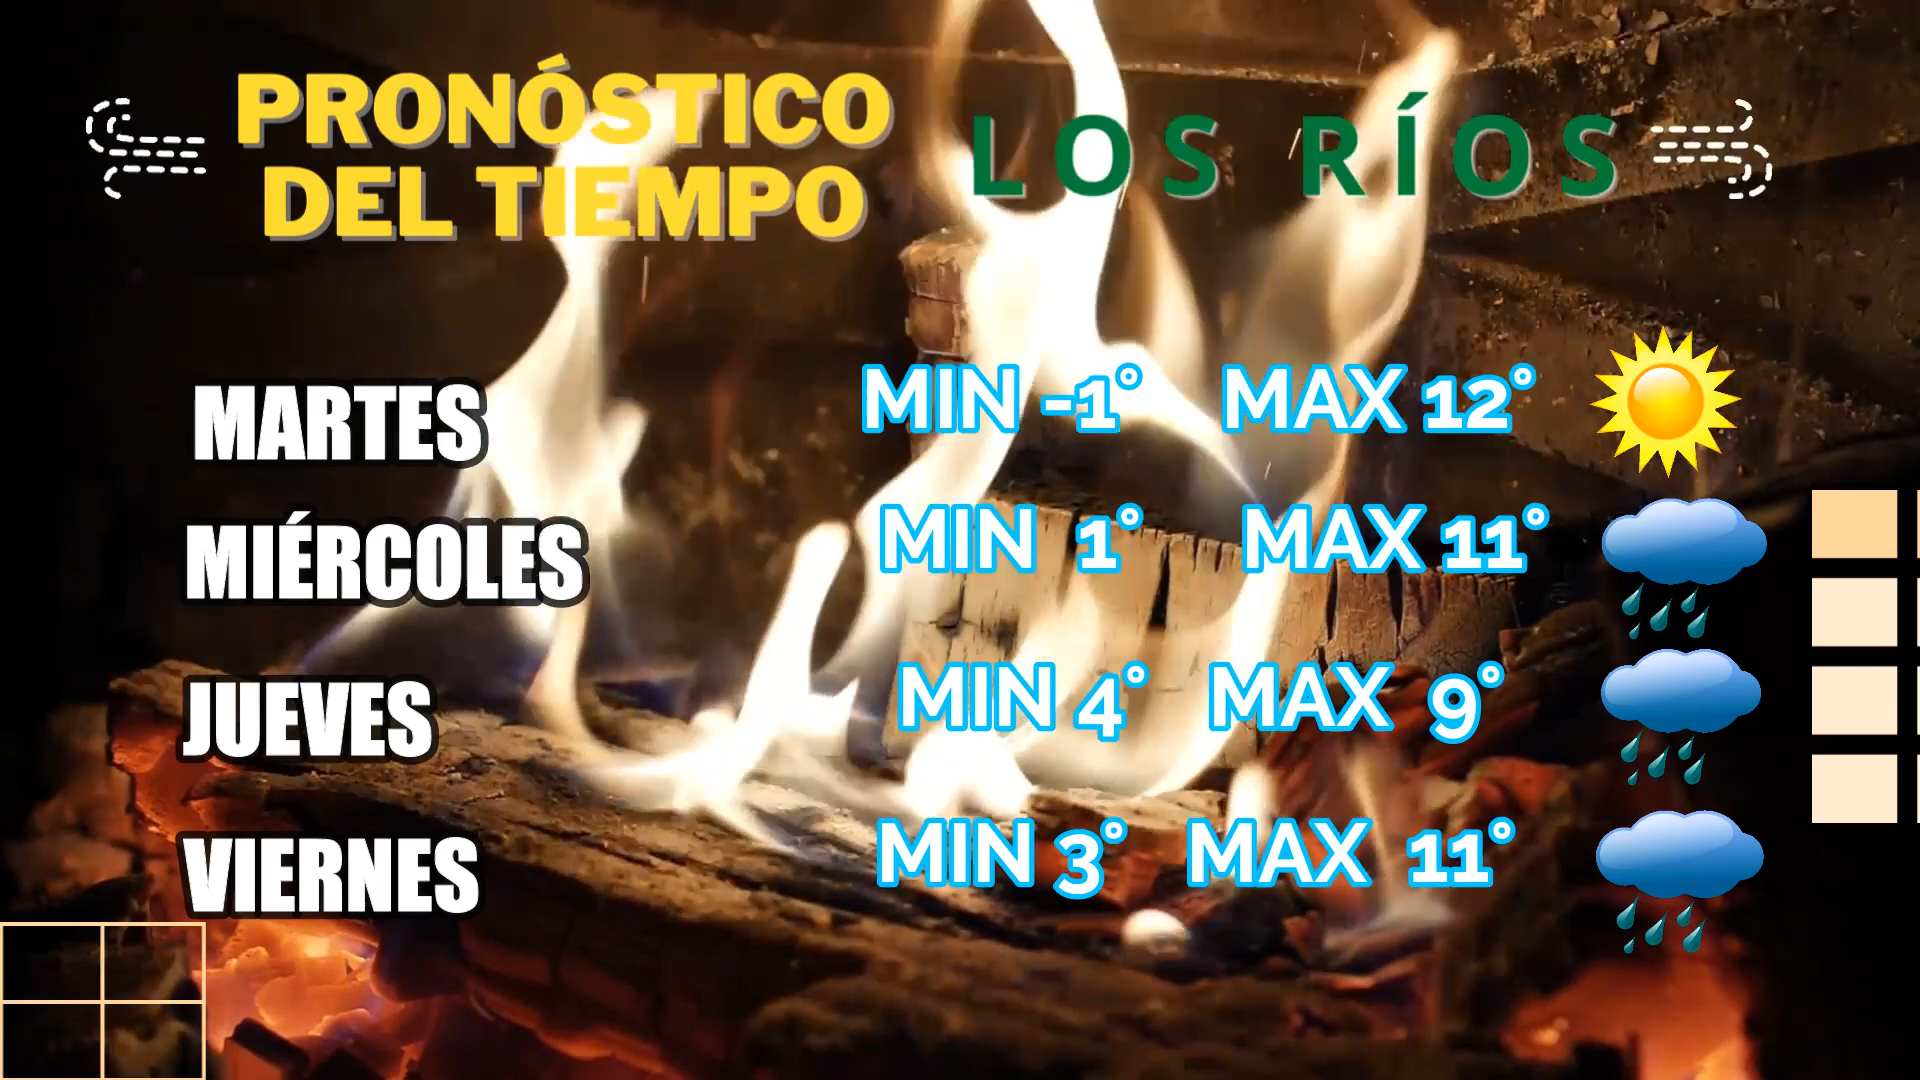 PRONÓSTICO
DEL TIEMPO
LOS RÍOS
MARTES MIN -1° MAX 12°
MIÉRCOLES MIN 1° MAX 11°
JUEVES MIN 4° MAX 9°
VIERNES MIN 3° MAX 11°